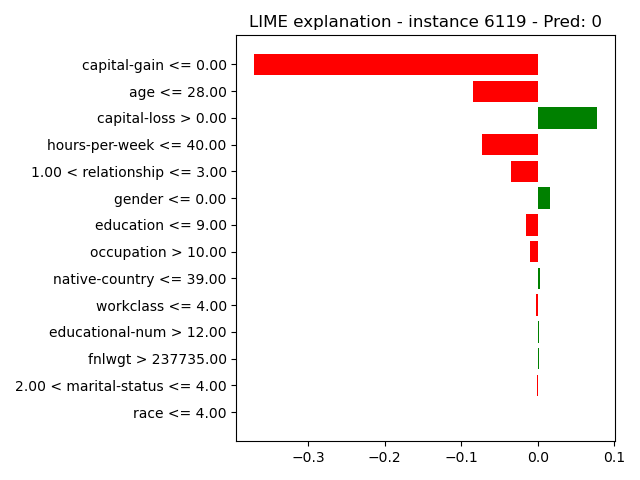 LIME explanation - instance 6119 - Pred: 0
capital-gain <= 0.00
age <= 28.00
capital-loss > 0.00
hours-per-week <= 40.00
1.00 < relationship <= 3.00
gender <= 0.00
education <= 9.00
occupation > 10.00
native-country <= 39.00
workclass <= 4.00
educational-num > 12.00
fnlwgt > 237735.00
2.00 < marital-status <= 4.00
race <= 4.00
−0.3 −0.2 −0.1 0.0 0.1